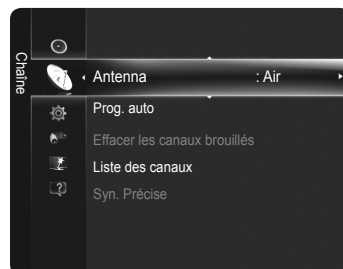 Chaîne
Antenna : Air
Prog. auto
Effacer les canaux brouillés
Liste des canaux
Syn. Précise